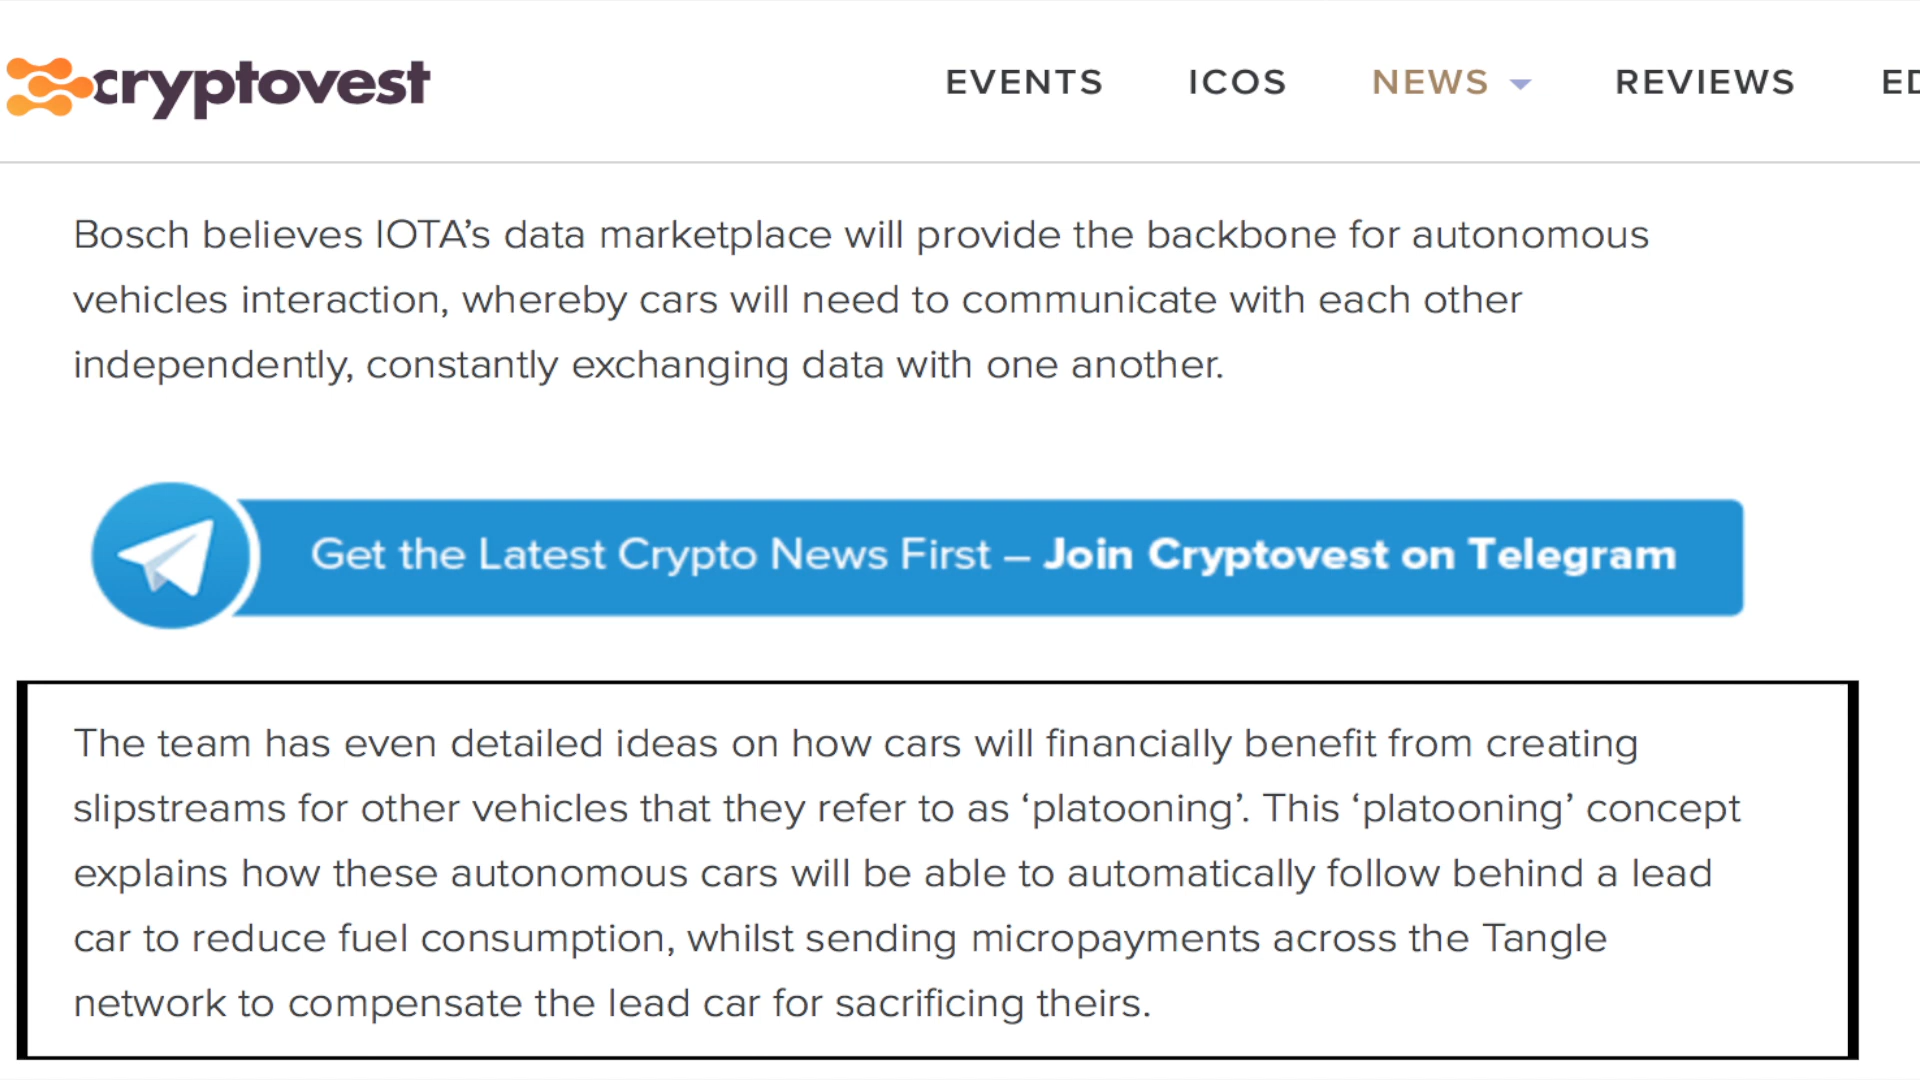 cryptovest
EVENTS ICOS NEWS REVIEWS ED
Bosch believes IOTA’s data marketplace will provide the backbone for autonomous
vehicles interaction, whereby cars will need to communicate with each other
independently, constantly exchanging data with one another.
Get the Latest Crypto News First – Join Cryptovest on Telegram
The team has even detailed ideas on how cars will financially benefit from creating
slipstreams for other vehicles that they refer to as ‘platooning’. This ‘platooning’ concept
explains how these autonomous cars will be able to automatically follow behind a lead
car to reduce fuel consumption, whilst sending micropayments across the Tangle
network to compensate the lead car for sacrificing theirs.